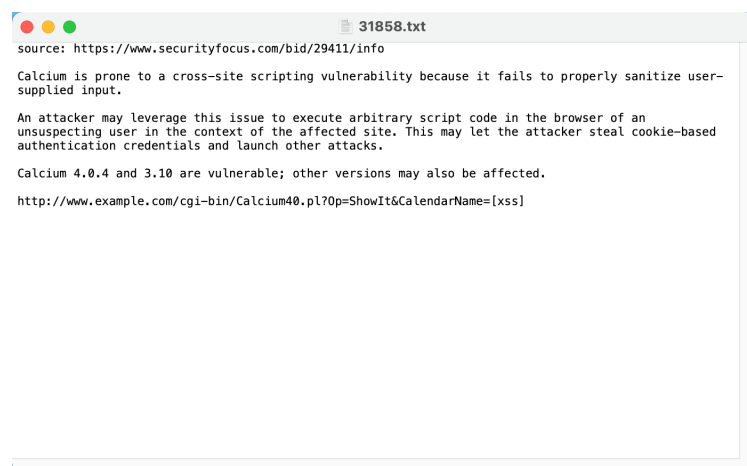 31858.txt
source: https://www.securityfocus.com/bid/29411/info
Calcium is prone to a cross-site scripting vulnerability because it fails to properly sanitize user-
supplied input.
An attacker may leverage this issue to execute arbitrary script code in the browser of an
unsuspecting user in the context of the affected site. This may let the attacker steal cookie-based
authentication credentials and launch other attacks.
Calcium 4.0.4 and 3.10 are vulnerable; other versions may also be affected.
http://www.example.com/cgi-bin/Calcium40.pl?Op=ShowIt&CalendarName=[xss]